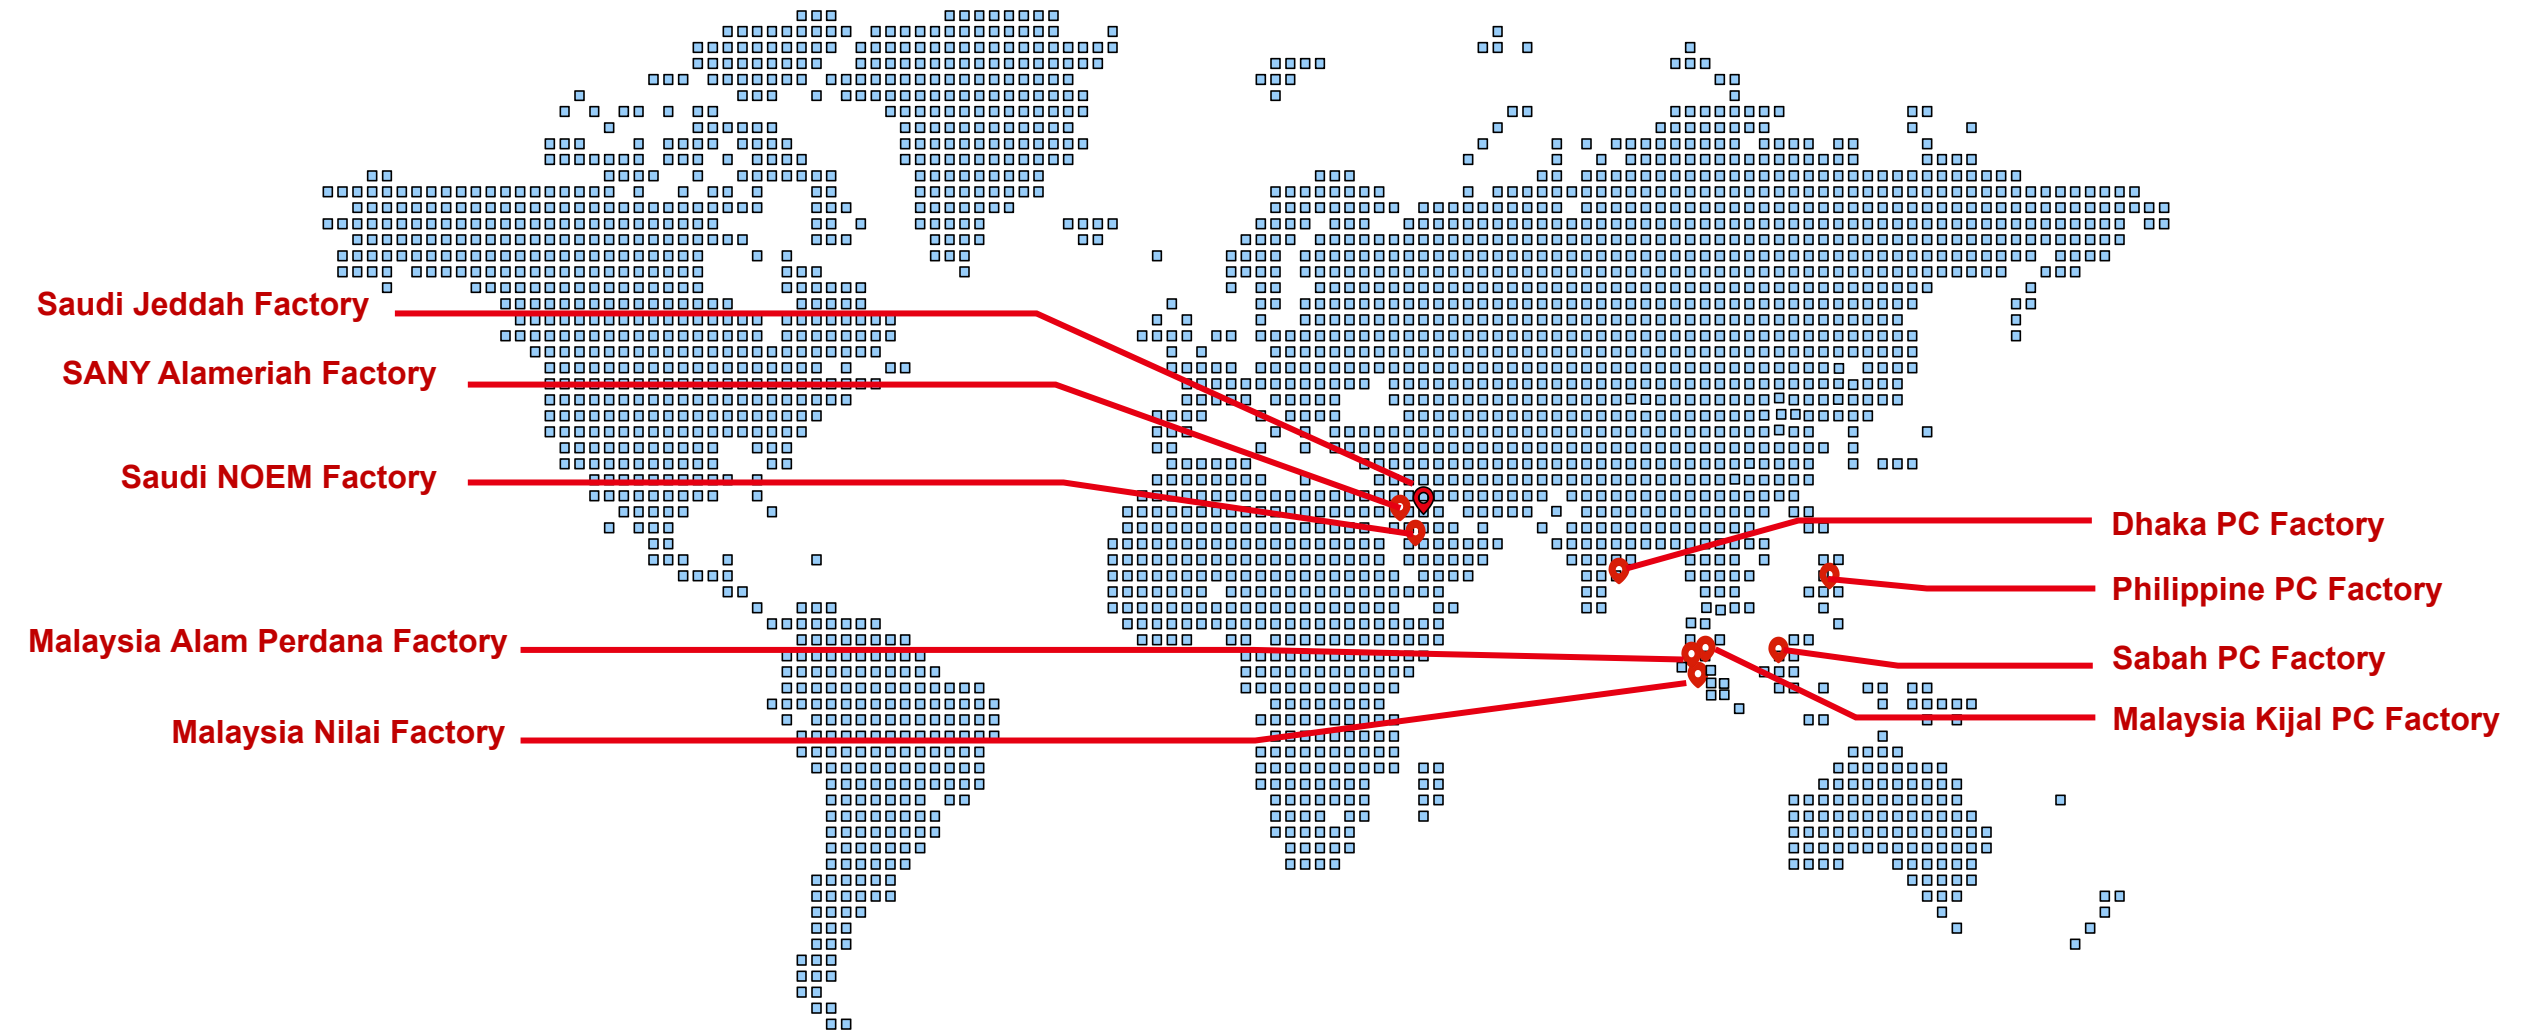 Saudi Jeddah Factory
SANY Alameriah Factory
Saudi NOEM Factory
Malaysia Alam Perdana Factory
Malaysia Nilai Factory
Dhaka PC Factory
Philippine PC Factory
Sabah PC Factory
Malaysia Kijal PC Factory